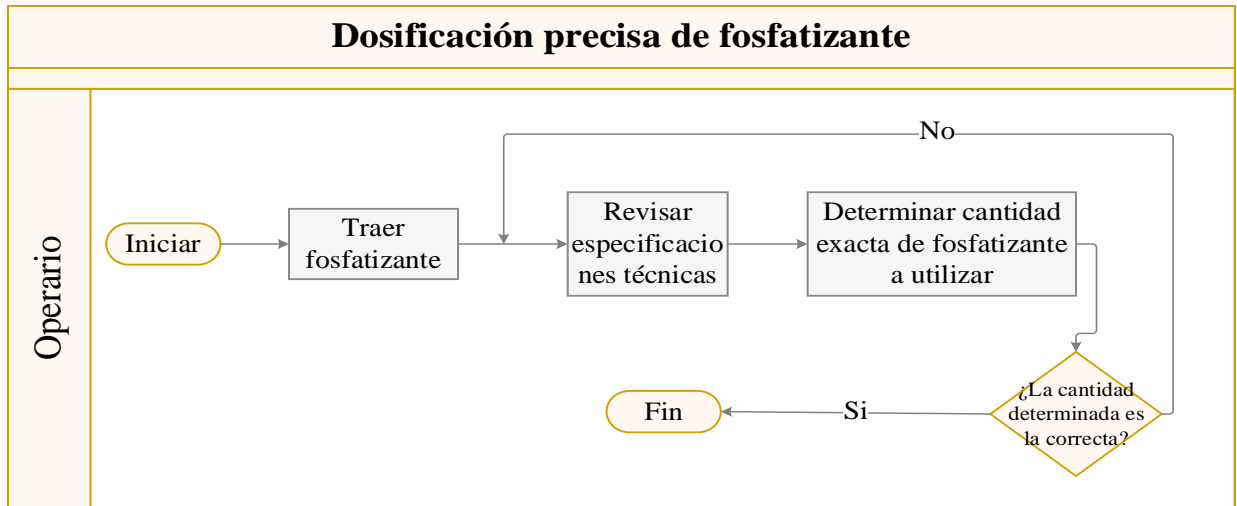 Dosificación precisa de fosfatizante
Operario
No
Iniciar
Traer
fosfatizante
Revisar
especificacio
nes técnicas
Determinar cantidad
exacta de fosfatizante
a utilizar
¿La cantidad
determinada es
la correcta?
Si
Fin